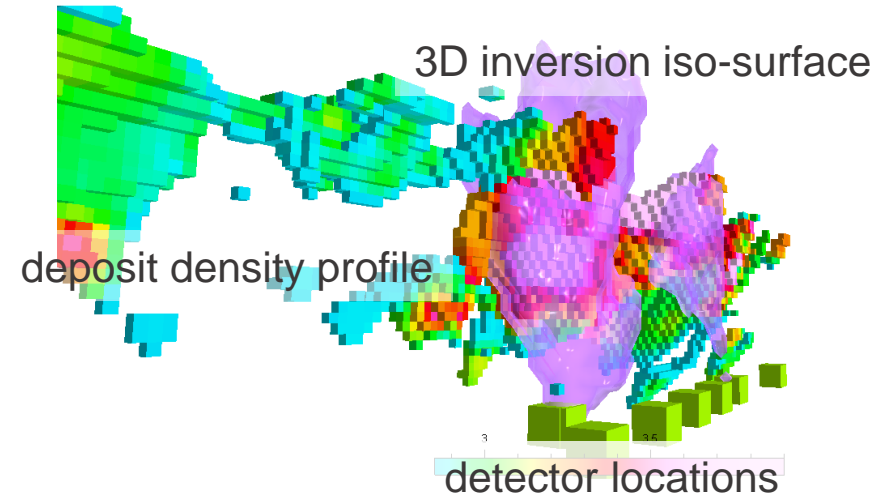 3D inversion iso-surface
deposit density profile
3 3.5
detector locations